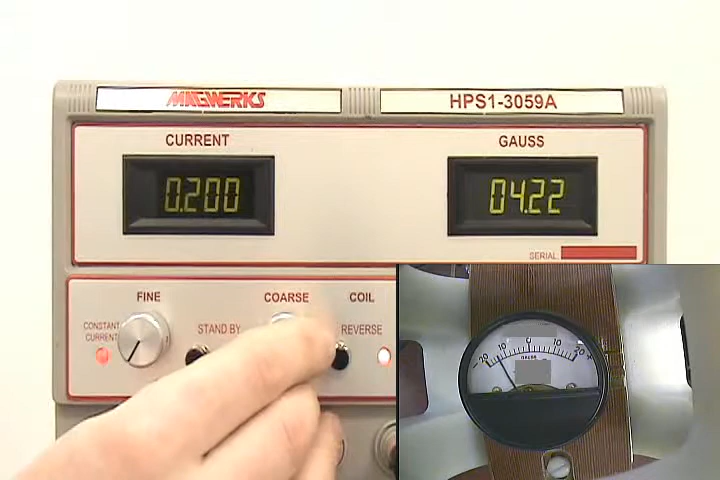 MAGWERKS
HPS1-3059A
CURRENT
GAUSS
0.200
04.22
SERIAL
FINE
COARSE
COIL
CONSTANT
CURRENT
STAND BY
REVERSE
- 20 10 0 10 20 +
GAUSS